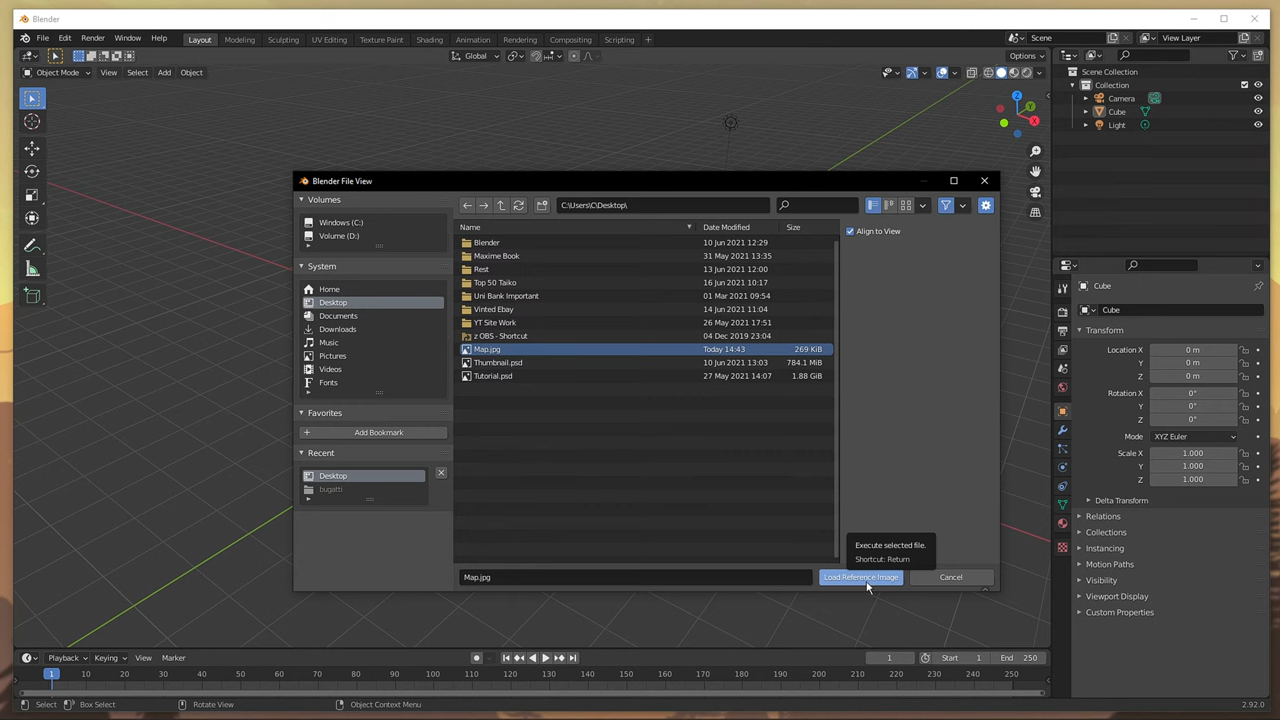 Blender
File Edit Render Window Help
Layout Modeling Sculpting UV Editing Texture Paint Shading Animation Rendering Compositing Scripting +
Scene View Layer
Global Options
Object Mode View Select Add Object
Scene Collection
Collection
Camera
Cube
Light
Z Y X
Blender File View
Volumes
Windows (C:)
Volume (D:)
System
Home
Desktop
Documents
Downloads
Music
Pictures
Videos
Fonts
Favorites
+ Add Bookmark
Recent
Desktop
bugatti
C:\Users\C\Desktop\
Name Date Modified Size
Blender 10 Jun 2021 12:29
Maxime Book 31 May 2021 13:35
Rest 13 Jun 2021 12:00
Top 50 Taiko 16 Jun 2021 10:17
Uni Bank Important 01 Mar 2021 09:54
Vinted Ebay 14 Jun 2021 11:04
YT Site Work 26 May 2021 17:51
z OBS - Shortcut 04 Dec 2019 23:04
Map.jpg Today 14:43 269 KiB
Thumbnail.psd 10 Jun 2021 13:03 784.1 MiB
Tutorial.psd 27 May 2021 14:07 1.88 GiB
Align to View
Execute selected file.
Shortcut: Return
Map.jpg
Load Reference Image Cancel
Cube
Cube
Transform
Location X 0 m
Y 0 m
Z 0 m
Rotation X 0°
Y 0°
Z 0°
Mode XYZ Euler
Scale X 1.000
Y 1.000
Z 1.000
Delta Transform
Relations
Collections
Instancing
Motion Paths
Visibility
Viewport Display
Custom Properties
Playback Keying View Marker
1 Start 1 End 250
1 10 20 30 40 50 60 70 80 90 100 110 120 130 140 150 160 170 180 190 200 210 220 230 240 250
Select Box Select Rotate View Object Context Menu 2.92.0